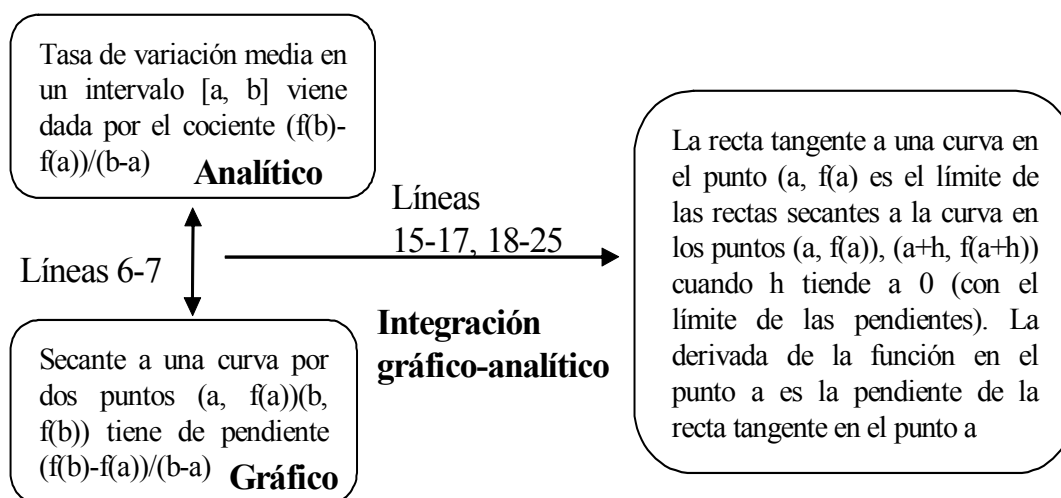 Tasa de variación media en
un intervalo [a, b] viene
dada por el cociente (f(b)-
f(a))/(b-a)
Analítico
Líneas 6-7
Secante a una curva por
dos puntos (a, f(a))(b,
f(b)) tiene de pendiente
(f(b)-f(a))/(b-a)
Gráfico
Líneas
15-17, 18-25
Integración
gráfico-analítico
La recta tangente a una curva en
el punto (a, f(a) es el límite de
las rectas secantes a la curva en
los puntos (a, f(a)), (a+h, f(a+h))
cuando h tiende a 0 (con el
límite de las pendientes). La
derivada de la función en el
punto a es la pendiente de la
recta tangente en el punto a